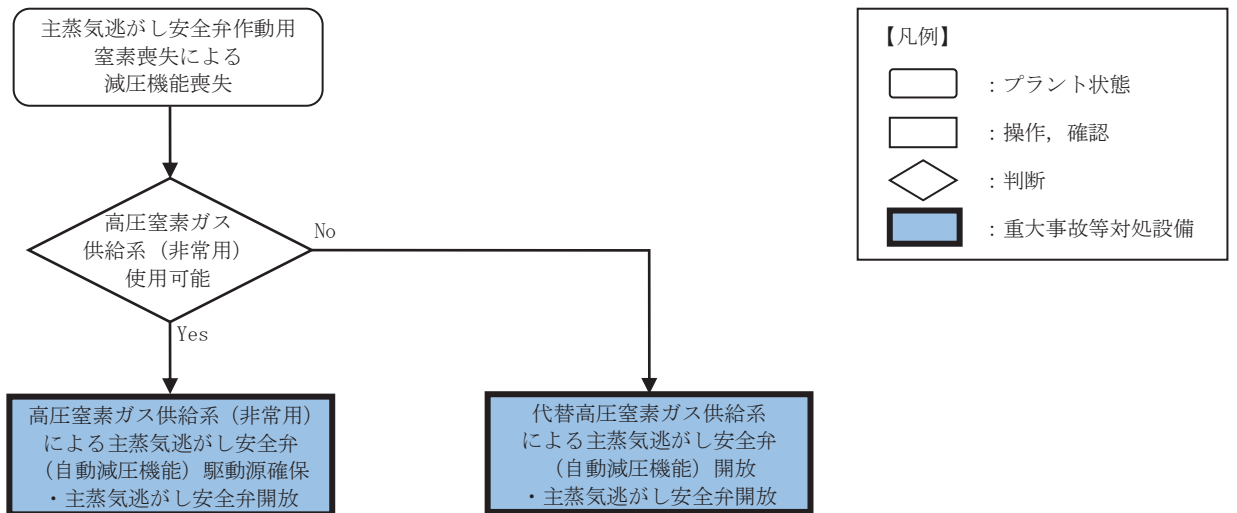 主蒸気逃がし安全弁作動用
窒素喪失による
減圧機能喪失
高圧窒素ガス
供給系（非常用）
使用可能
No
Yes
高圧窒素ガス供給系（非常用）
による主蒸気逃がし安全弁
（自動減圧機能）駆動源確保
・主蒸気逃がし安全弁開放
代替高圧窒素ガス供給系
による主蒸気逃がし安全弁
（自動減圧機能）開放
・主蒸気逃がし安全弁開放
【凡例】
：プラント状態
：操作，確認
：判断
：重大事故等対処設備